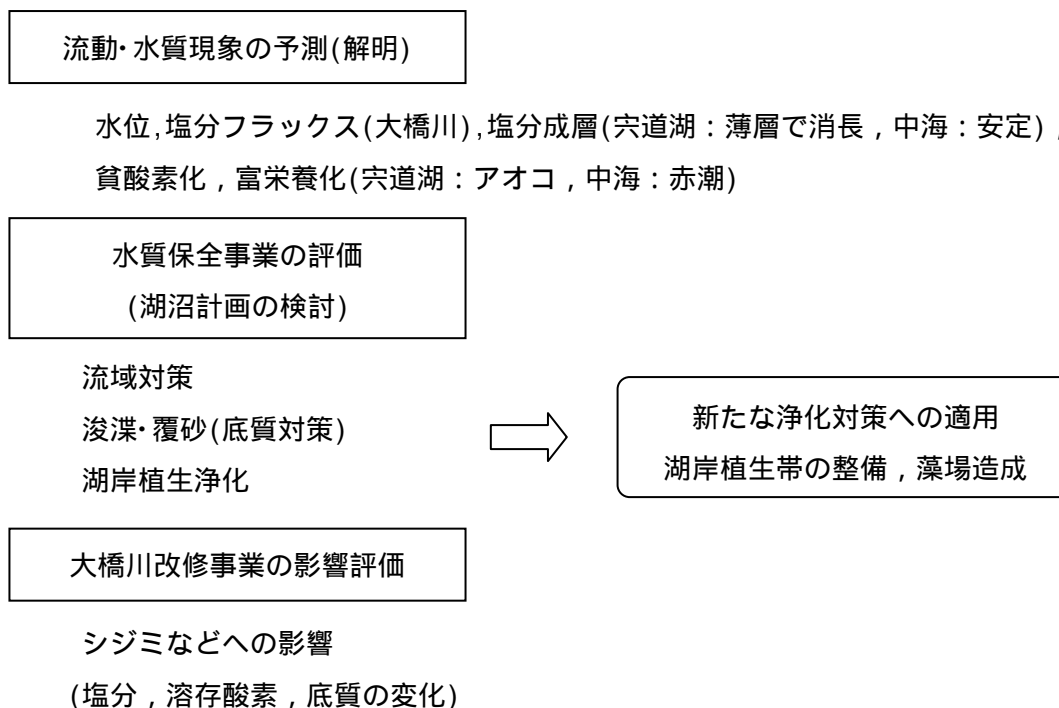 流動・水質現象の予測(解明)
水位,塩分フラックス(大橋川),塩分成層(宍道湖:薄層で消長,中海:安定),
貧酸素化,富栄養化(宍道湖:アオコ,中海:赤潮)
水質保全事業の評価
(湖沼計画の検討)
流域対策
浚渫・覆砂(底質対策)
湖岸植生浄化
新たな浄化対策への適用
湖岸植生帯の整備,藻場造成
大橋川改修事業の影響評価
シジミなどへの影響
(塩分,溶存酸素,底質の変化)